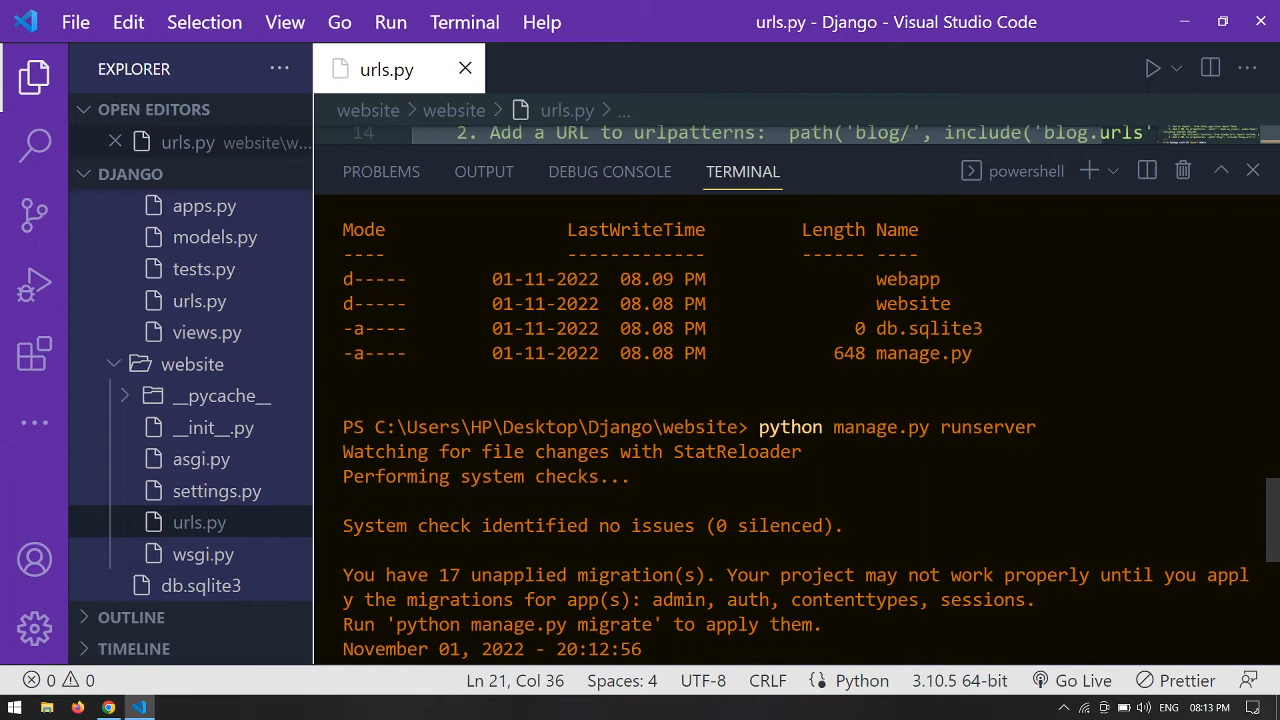 File Edit Selection View Go Run Terminal Help urls.py - Django - Visual Studio Code
EXPLORER ···
OPEN EDITORS
urls.py website\w...
DJANGO
apps.py
models.py
tests.py
urls.py
views.py
website
__pycache__
__init__.py
asgi.py
settings.py
urls.py
wsgi.py
db.sqlite3
OUTLINE
TIMELINE
urls.py
website > website > urls.py > ...
14 2. Add a URL to urlpatterns: path('blog/', include('blog.urls'
PROBLEMS OUTPUT DEBUG CONSOLE TERMINAL powershell
Mode LastWriteTime Length Name
---- ------------- ------ ----
d----- 01-11-2022 08.09 PM webapp
d----- 01-11-2022 08.08 PM website
-a---- 01-11-2022 08.08 PM 0 db.sqlite3
-a---- 01-11-2022 08.08 PM 648 manage.py
PS C:\Users\HP\Desktop\Django\website> python manage.py runserver
Watching for file changes with StatReloader
Performing system checks...
System check identified no issues (0 silenced).
You have 17 unapplied migration(s). Your project may not work properly until you appl
y the migrations for app(s): admin, auth, contenttypes, sessions.
Run 'python manage.py migrate' to apply them.
November 01, 2022 - 20:12:56
0 0 Ln 21, Col 36 Spaces: 4 UTF-8 CRLF Python 3.10.5 64-bit Go Live Prettier
08:13 PM